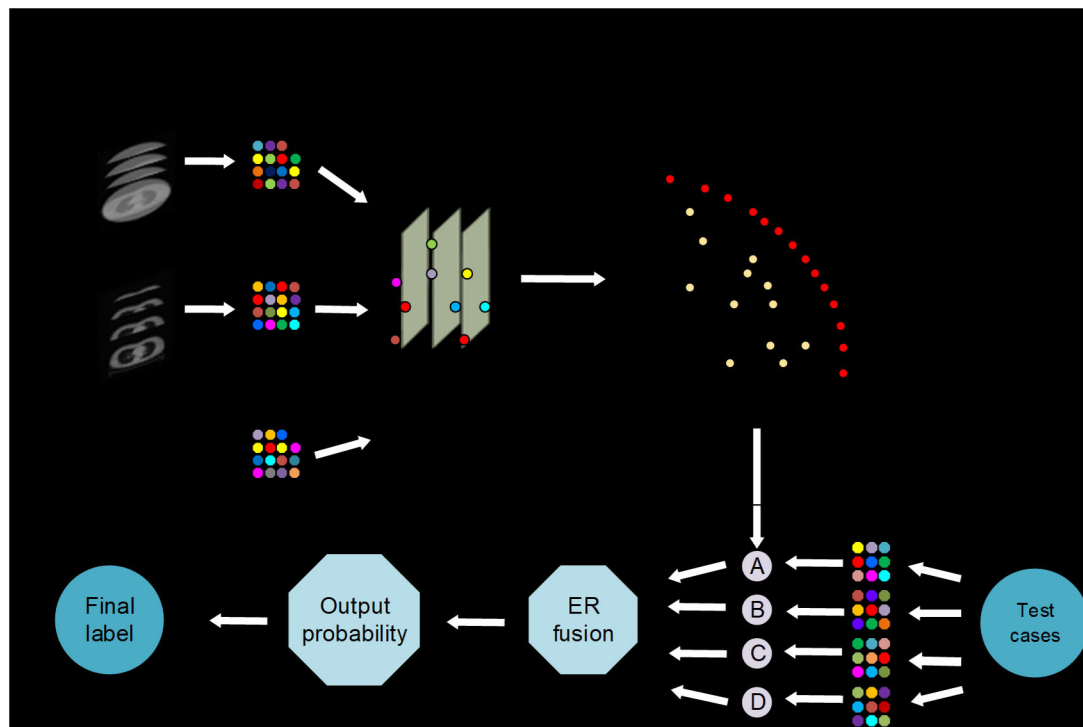 A
B
C
D
Final
label
Output
probability
ER
fusion
Test
cases